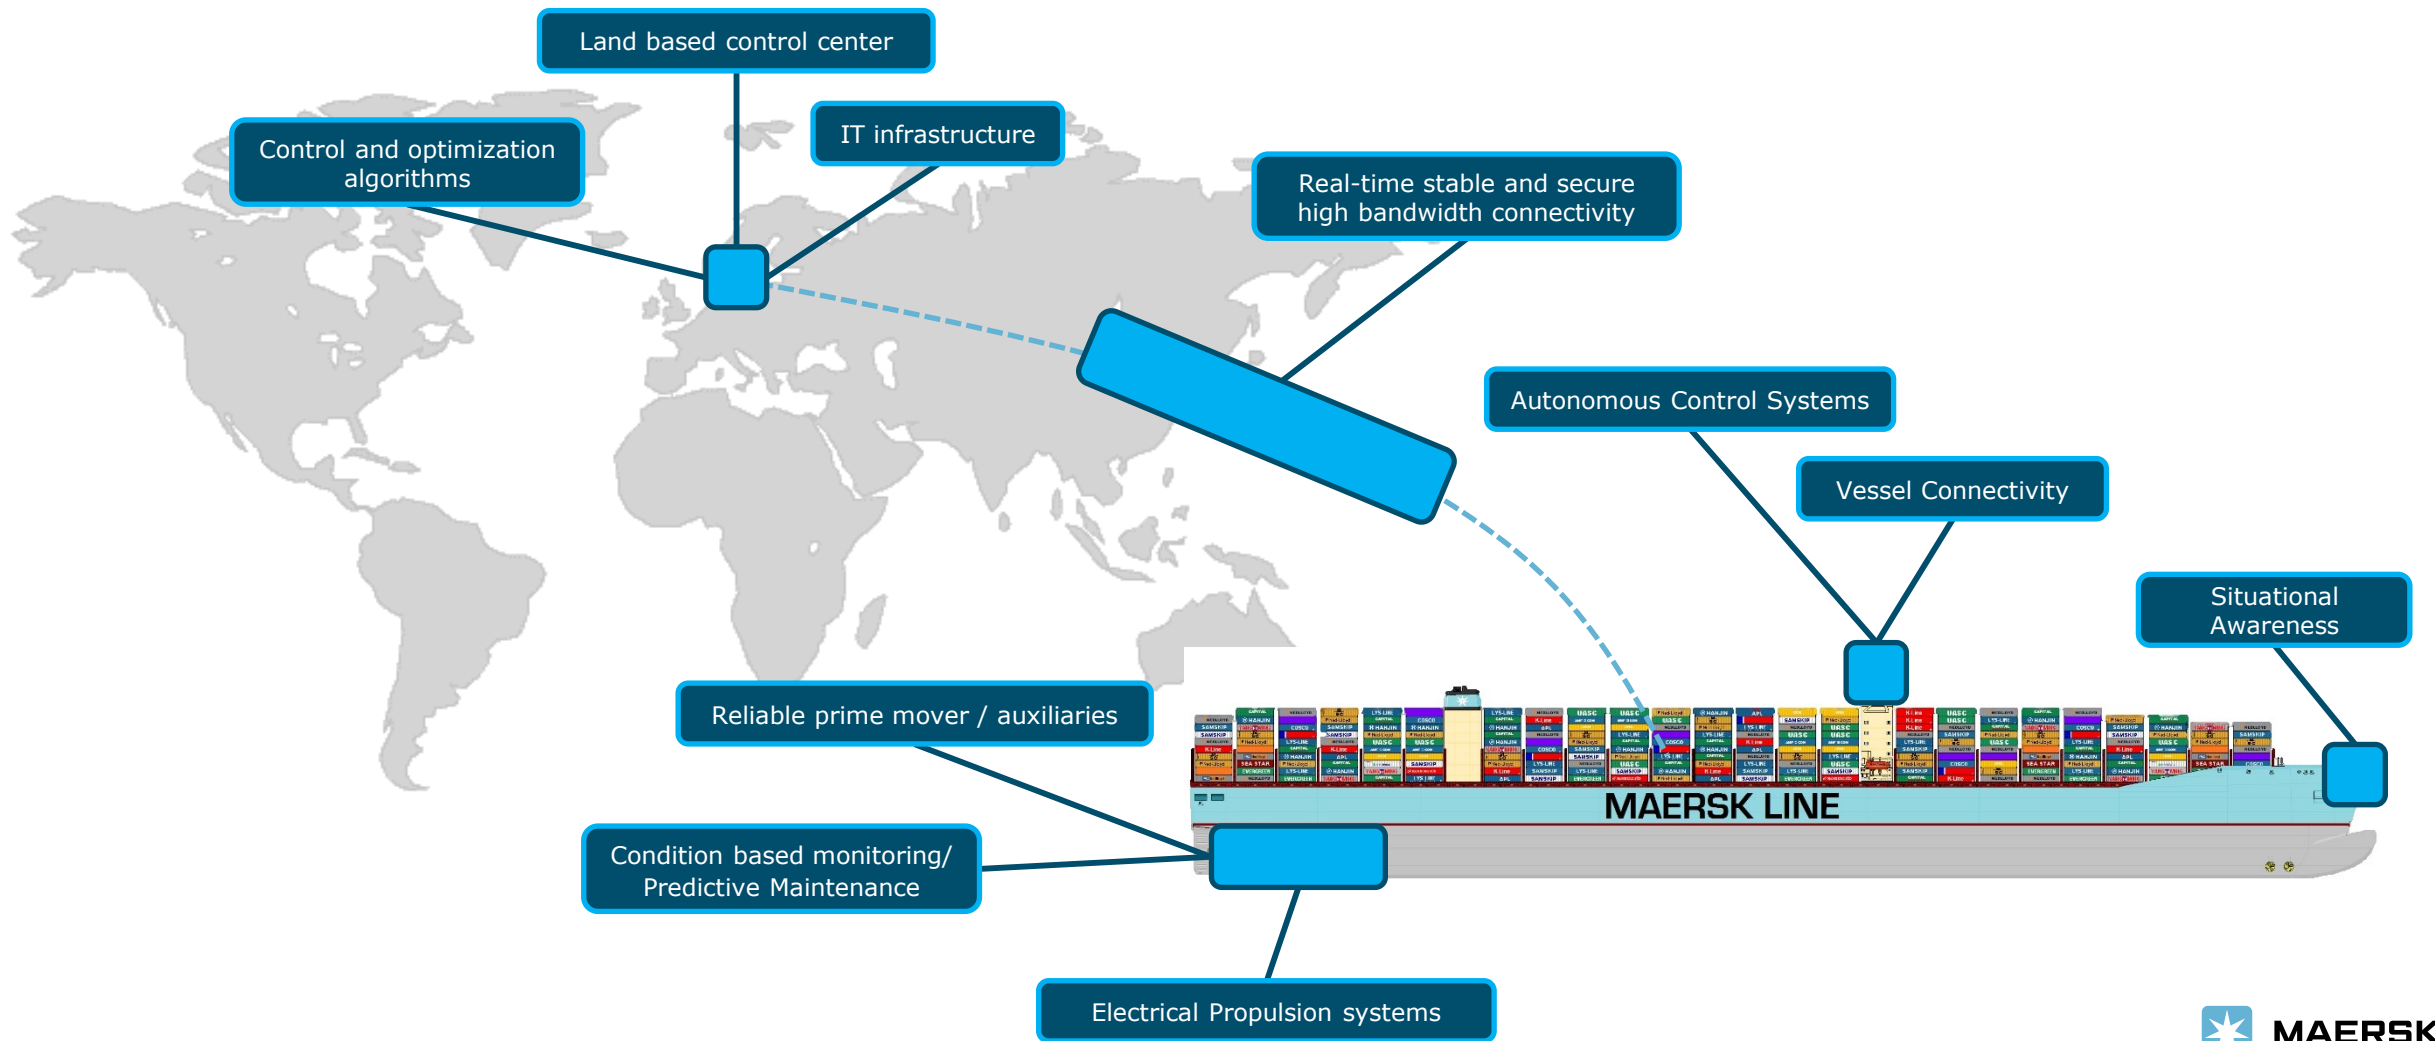 Land based control center
IT infrastructure
Control and optimization
algorithms
Real-time stable and secure
high bandwidth connectivity
Autonomous Control Systems
Vessel Connectivity
Situational
Awareness
Reliable prime mover / auxiliaries
MAERSK LINE
Condition based monitoring/
Predictive Maintenance
Electrical Propulsion systems
MAERSK